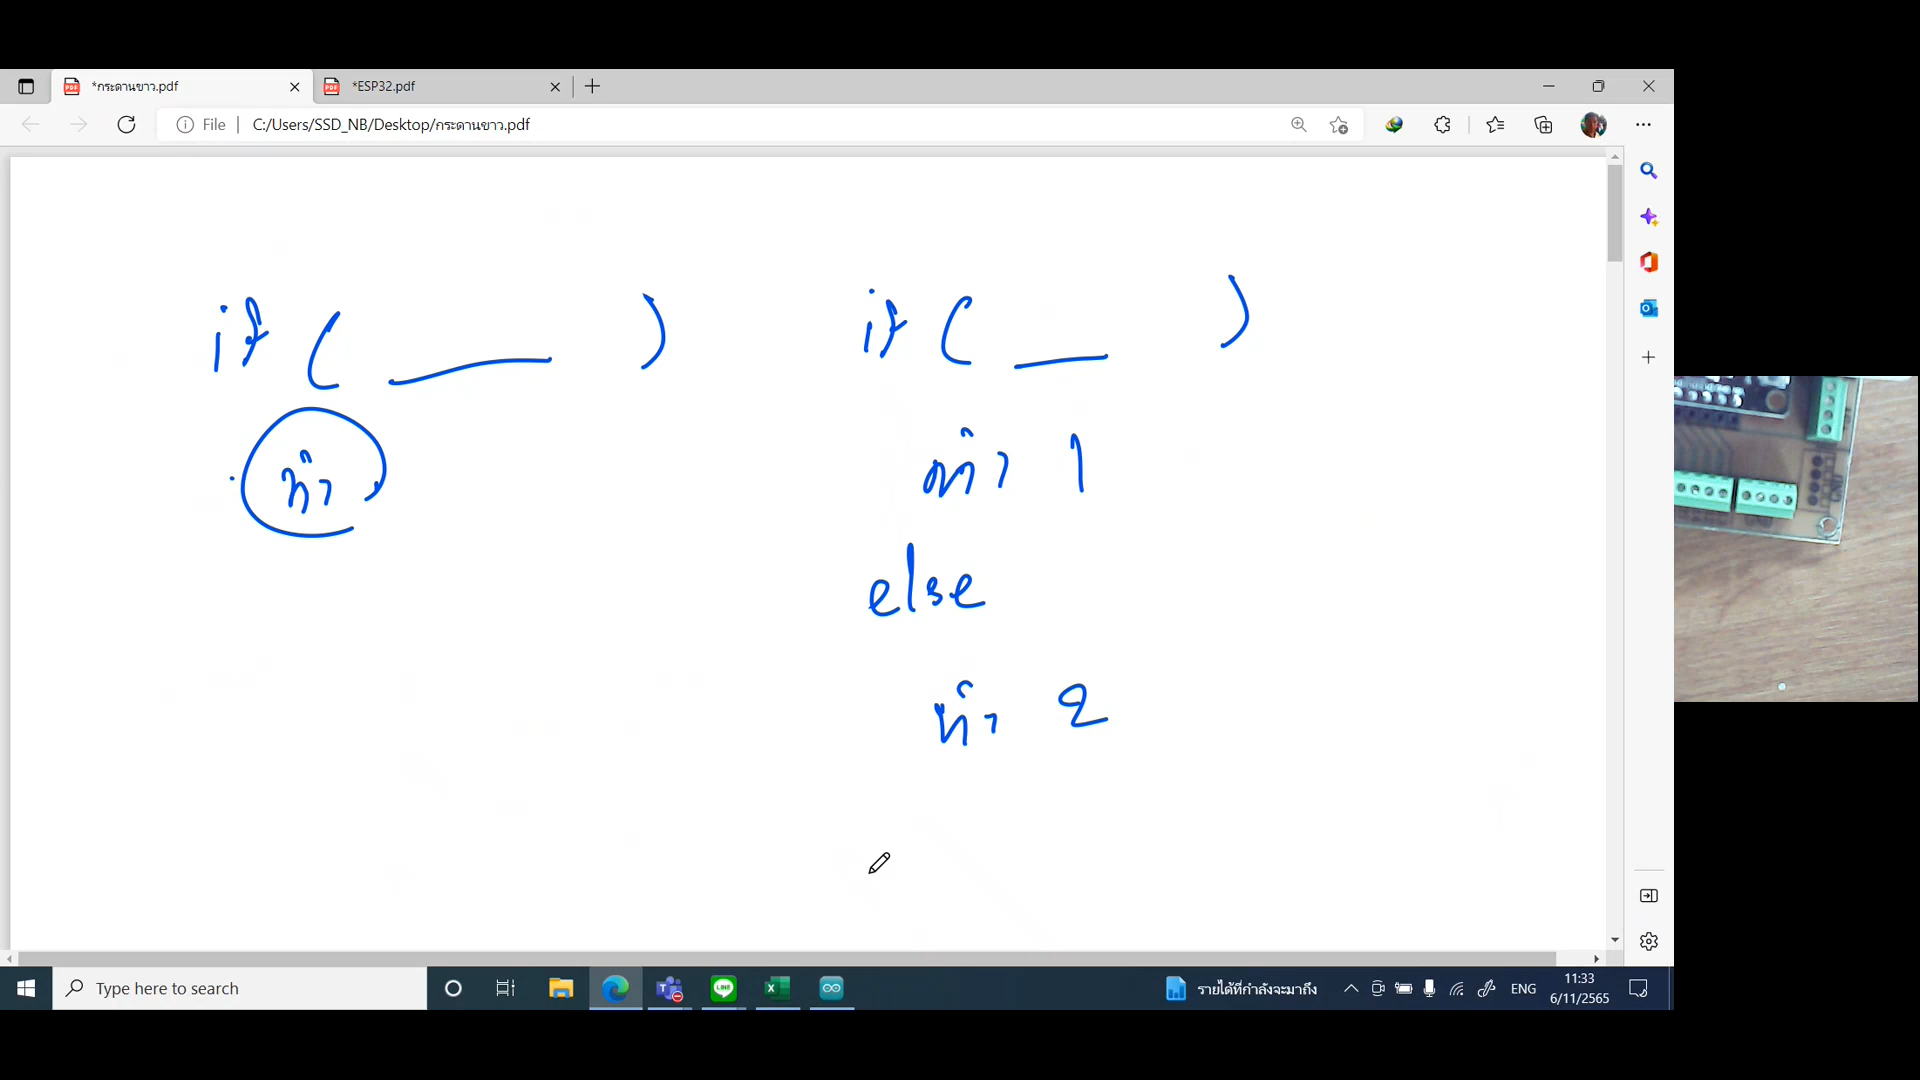 *กระดานขาว.pdf
*ESP32.pdf
File
C:/Users/SSD_NB/Desktop/กระดานขาว.pdf
if ( ____ )
ทำ
if ( ___ )
ทำ 1
else
ทำ 2
Type here to search
รายได้ที่กำลังจะมาถึง
ENG
11:33
6/11/2565